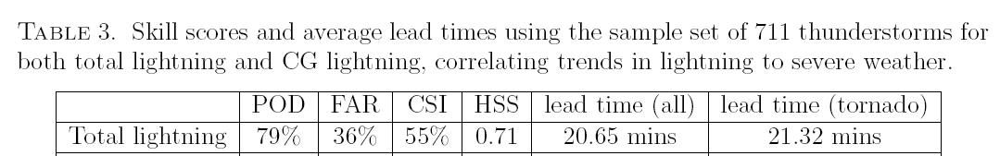 TABLE 3. Skill scores and average lead times using the sample set of 711 thunderstorms for
both total lightning and CG lightning, correlating trends in lightning to severe weather.
POD FAR CSI HSS lead time (all) lead time (tornado)
Total lightning 79% 36% 55% 0.71 20.65 mins 21.32 mins